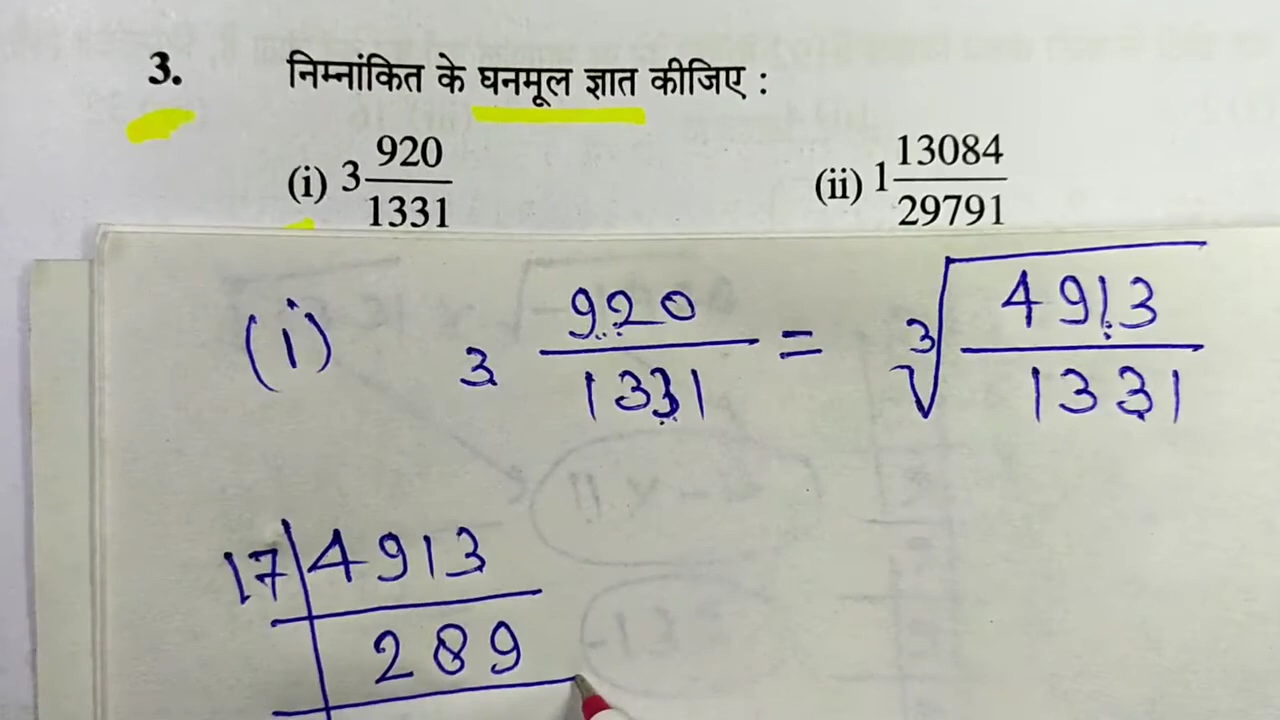 3. निम्नांकित के घनमूल ज्ञात कीजिए :
(i) 3 920/1331 (ii) 1 13084/29791
(i) 3 920/1331 = ∛(4913/1331)
17 | 4913
289